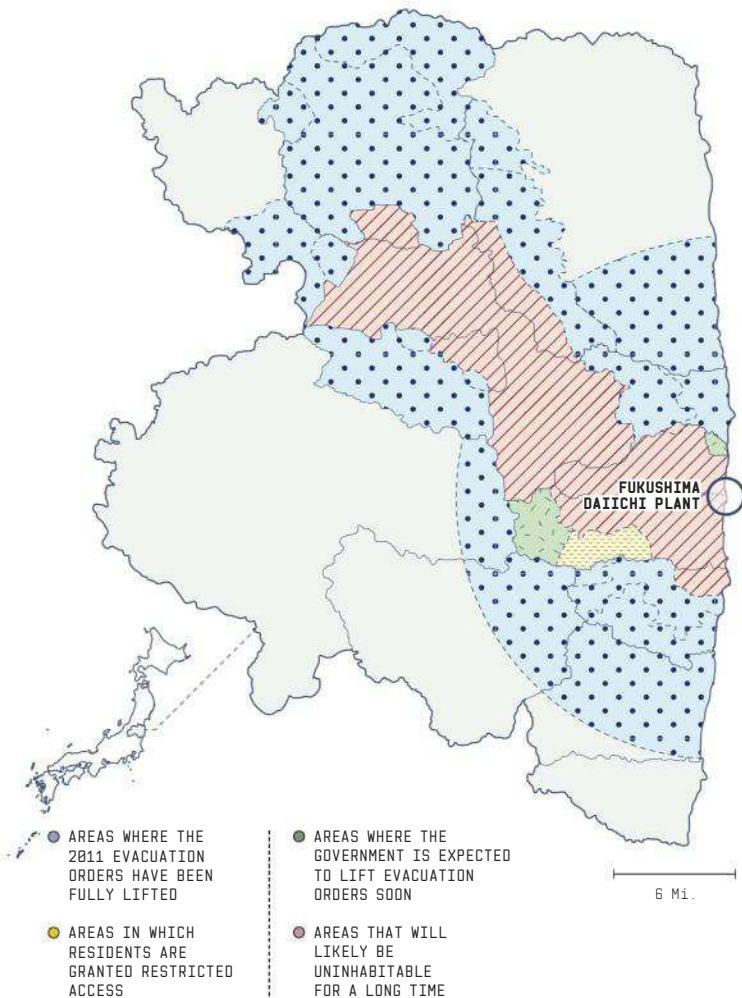 FUKUSHIMA
DAIICHI PLANT
AREAS WHERE THE
2011 EVACUATION
ORDERS HAVE BEEN
FULLY LIFTED
AREAS IN WHICH
RESIDENTS ARE
GRANTED RESTRICTED
ACCESS
AREAS WHERE THE
GOVERNMENT IS EXPECTED
TO LIFT EVACUATION
ORDERS SOON
AREAS THAT WILL
LIKELY BE
UNINHABITABLE
FOR A LONG TIME
6 Mi.